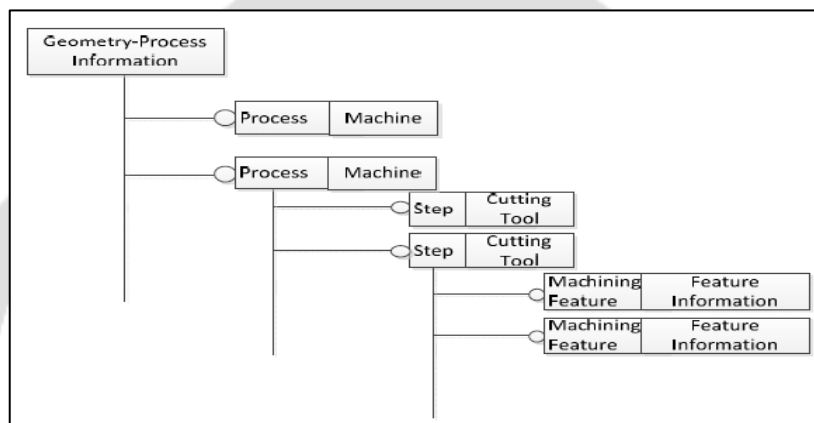 Geometry-Process
Information
Process Machine
Process Machine
Step Cutting
Tool
Step Cutting
Tool
Machining Feature
Feature Information
Machining Feature
Feature Information